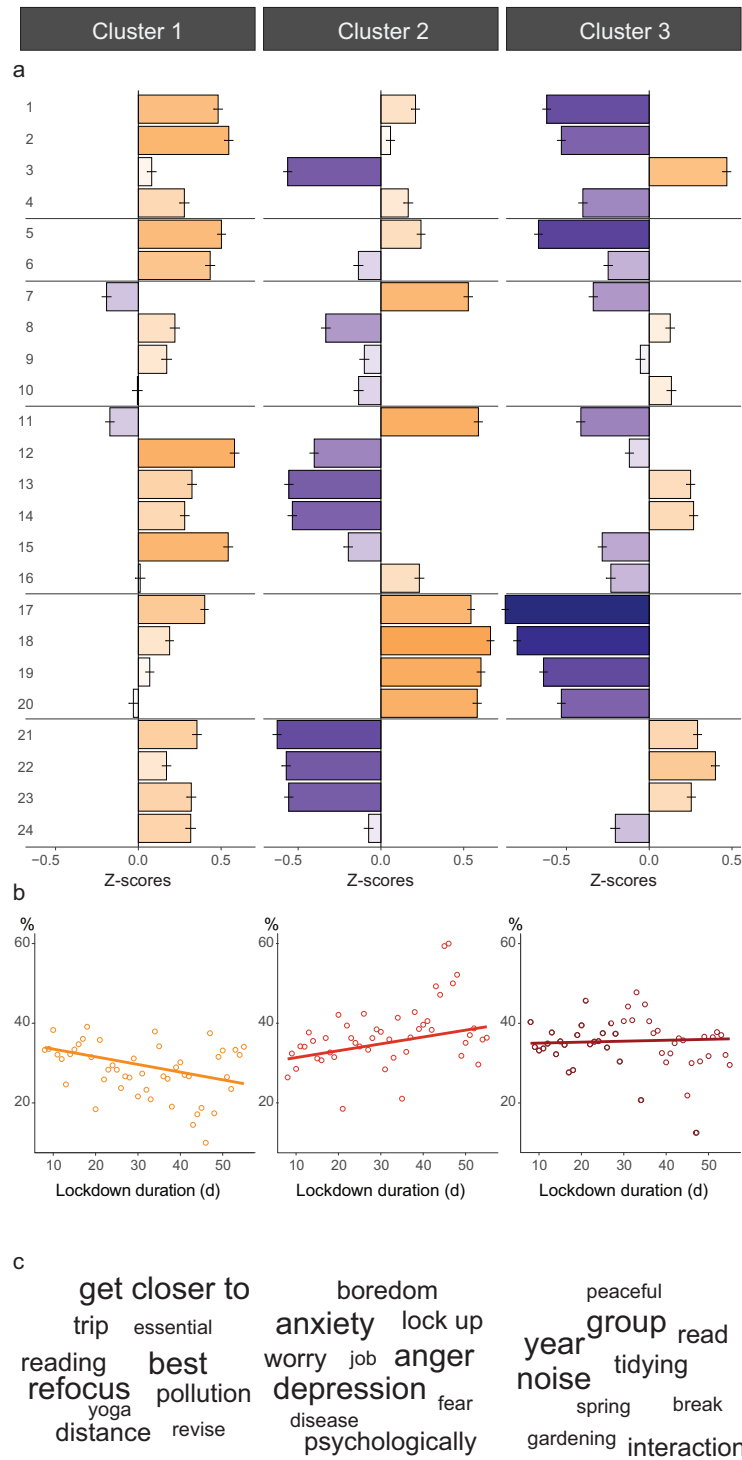 Cluster 1 Cluster 2 Cluster 3
a
1
2
3
4
5
6
7
8
9
10
11
12
13
14
15
16
17
18
19
20
21
22
23
24
−0.5 0.0 0.5 −0.5 0.0 0.5 −0.5 0.0 0.5
Z-scores Z-scores Z-scores
b
% % %
60 60 60
40 40 40
20 20 20
10 20 30 40 50 10 20 30 40 50 10 20 30 40 50
Lockdown duration (d) Lockdown duration (d) Lockdown duration (d)
c
get closer to
trip essential
reading best
refocus pollution
yoga
distance revise
boredom
anxiety lock up
worry job anger
depression fear
disease
psychologically
peaceful
group
year read
noise tidying
spring break
gardening interaction